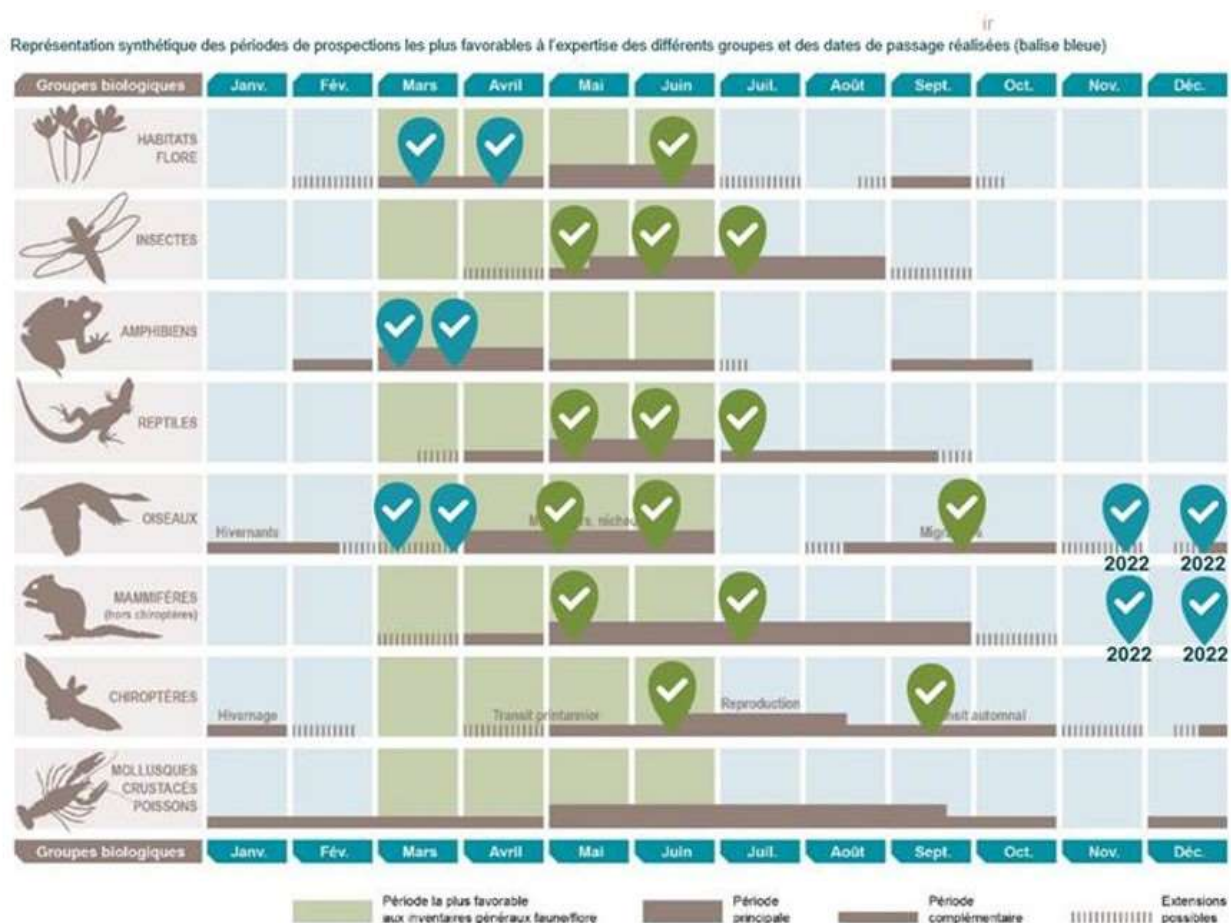 ir
Représentation synthétique des périodes de prospections les plus favorables à l'expertise des différents groupes et des dates de passage réalisées (balise bleue)
Groupes biologiques Janv. Fév. Mars Avril Mai Juin Juil. Août Sept. Oct. Nov. Déc.
HABITATS
FLORE
INSECTES
AMPHIBIENS
REPTILES
OISEAUX
Hivernants
2022 2022
MAMMIFÈRES
(hors chiroptères)
2022 2022
CHIROPTÈRES
Hivernage Transit printannier Reproduction automnal
MOLLUSQUES
CRUSTACÉS
POISSONS
Groupes biologiques Janv. Fév. Mars Avril Mai Juin Juil. Août Sept. Oct. Nov. Déc.
Période la plus favorable
aux inventaires généraux faune/flore
Période
principale
Période
complémentaire
Extensions
possibles